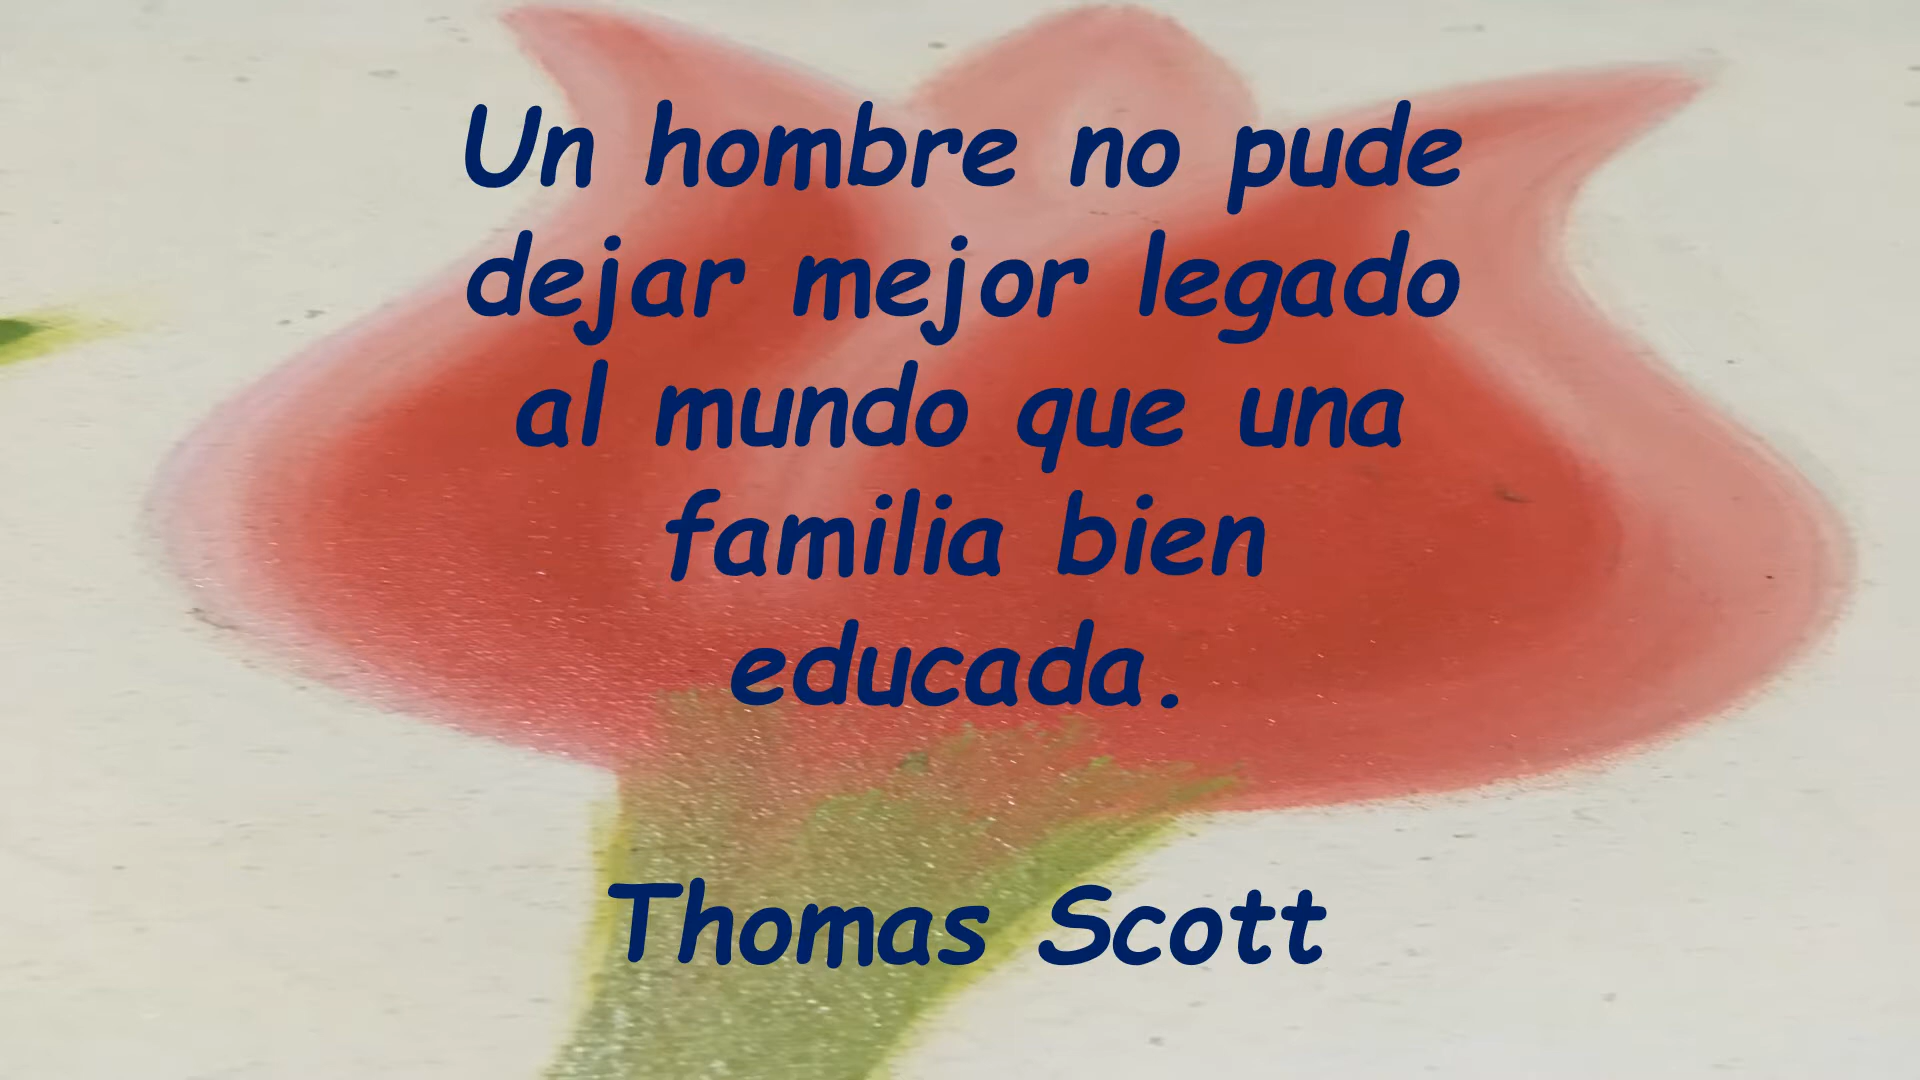 Un hombre no pude
dejar mejor legado
al mundo que una
familia bien
educada.
Thomas Scott